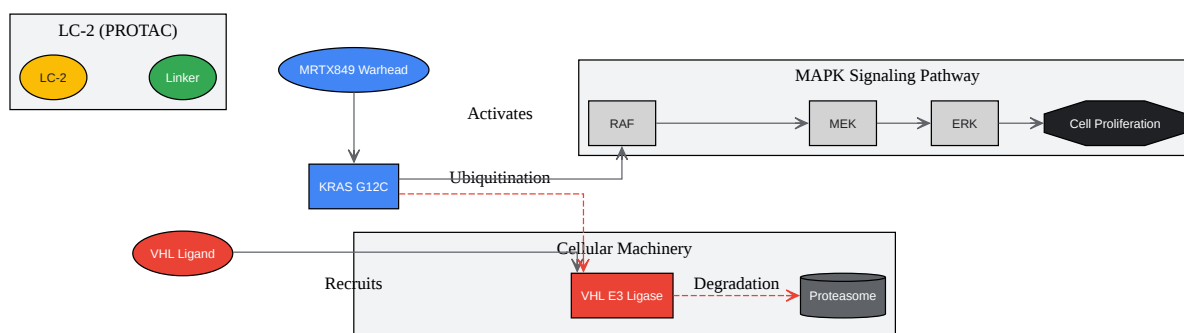 LC-2 (PROTAC)
LC-2
Linker
MRTX849 Warhead
MAPK Signaling Pathway
Activates
RAF
MEK
ERK
Cell Proliferation
Ubiquitination
KRAS G12C
VHL Ligand
Cellular Machinery
Recruits
VHL E3 Ligase
Degradation
Proteasome